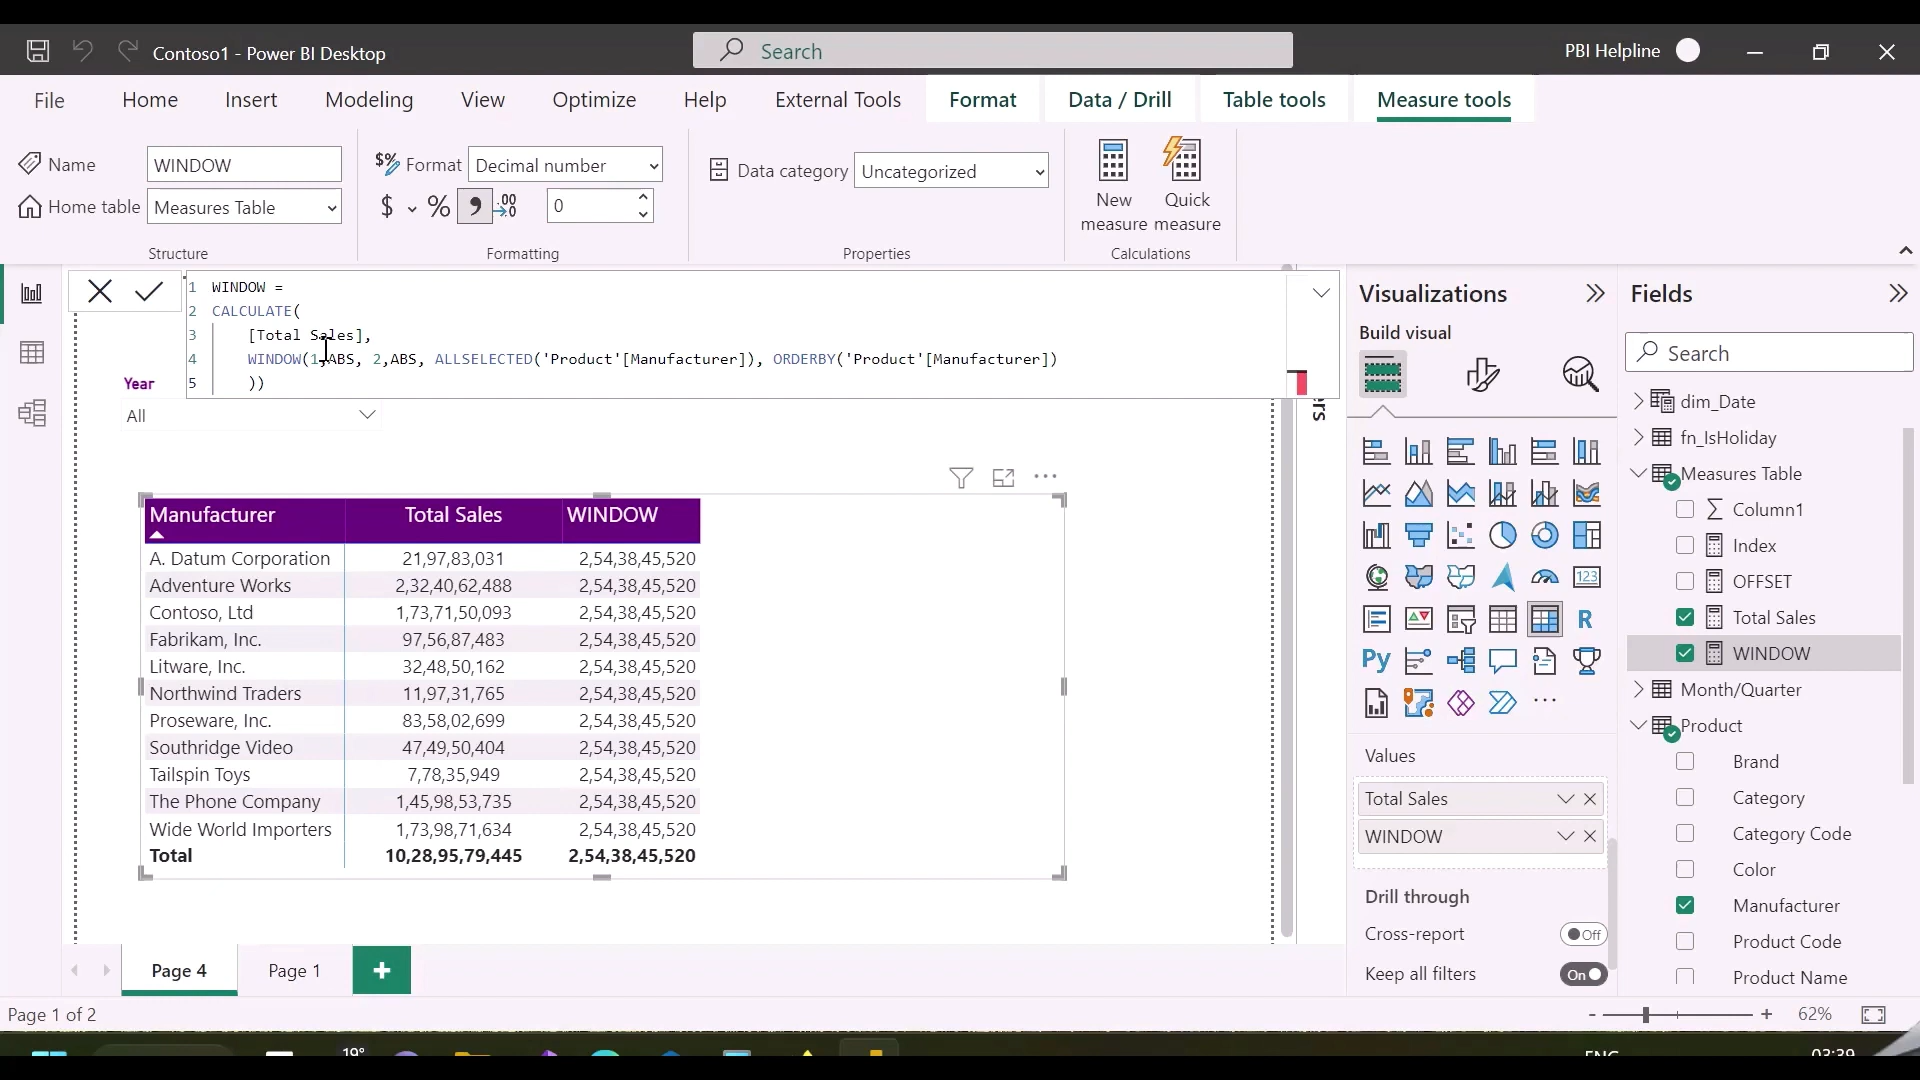 Contoso1 - Power BI Desktop
Search
PBI Helpline
File
Home
Insert
Modeling
View
Optimize
Help
External Tools
Format
Data / Drill
Table tools
Measure tools
Name
WINDOW
Format
Decimal number
Data category
Uncategorized
New measure
Quick measure
Home table
Measures Table
$
%
0
Structure
Formatting
Properties
Calculations
1 WINDOW =
2 CALCULATE(
3 [Total Sales],
4 WINDOW(1,ABS, 2,ABS, ALLSELECTED('Product'[Manufacturer]), ORDERBY('Product'[Manufacturer])
5 ))
Year
All
Manufacturer Total Sales WINDOW
A. Datum Corporation 21,97,83,031 2,54,38,45,520
Adventure Works 2,32,40,62,488 2,54,38,45,520
Contoso, Ltd 1,73,71,50,093 2,54,38,45,520
Fabrikam, Inc. 97,56,87,483 2,54,38,45,520
Litware, Inc. 32,48,50,162 2,54,38,45,520
Northwind Traders 11,97,31,765 2,54,38,45,520
Proseware, Inc. 83,58,02,699 2,54,38,45,520
Southridge Video 47,49,50,404 2,54,38,45,520
Tailspin Toys 7,78,35,949 2,54,38,45,520
The Phone Company 1,45,98,53,735 2,54,38,45,520
Wide World Importers 1,73,98,71,634 2,54,38,45,520
Total 10,28,95,79,445 2,54,38,45,520
Visualizations
Build visual
123
R
Py
Values
Total Sales
WINDOW
Drill through
Cross-report
Off
Keep all filters
On
Fields
Search
dim_Date
fn_IsHoliday
Measures Table
Column1
Index
OFFSET
Total Sales
WINDOW
Month/Quarter
Product
Brand
Category
Category Code
Color
Manufacturer
Product Code
Product Name
Page 4
Page 1
Page 1 of 2
62%
19°